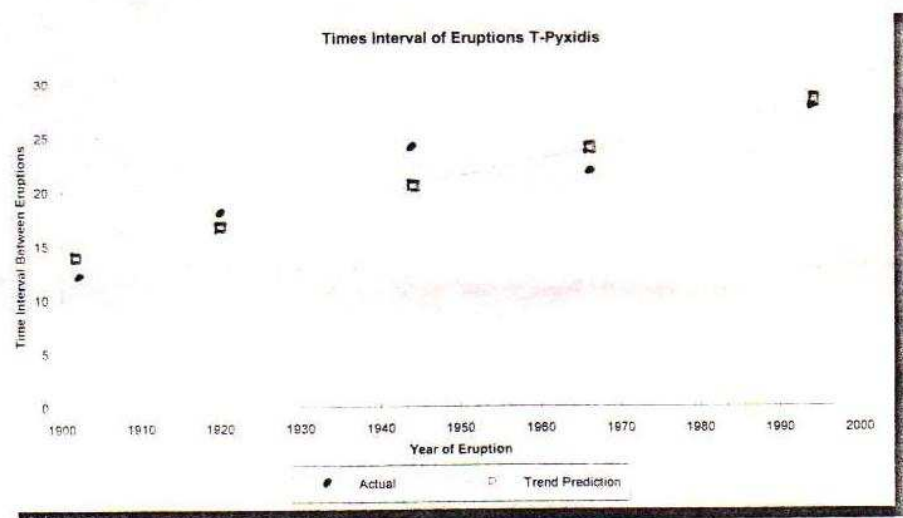 Times Interval of Eruptions T-Pyxidis
Time Interval Between Eruptions
30
25
20
15
10
5
0
1900 1910 1920 1930 1940 1950 1960 1970 1980 1990 2000
Year of Eruption
Actual Trend Prediction